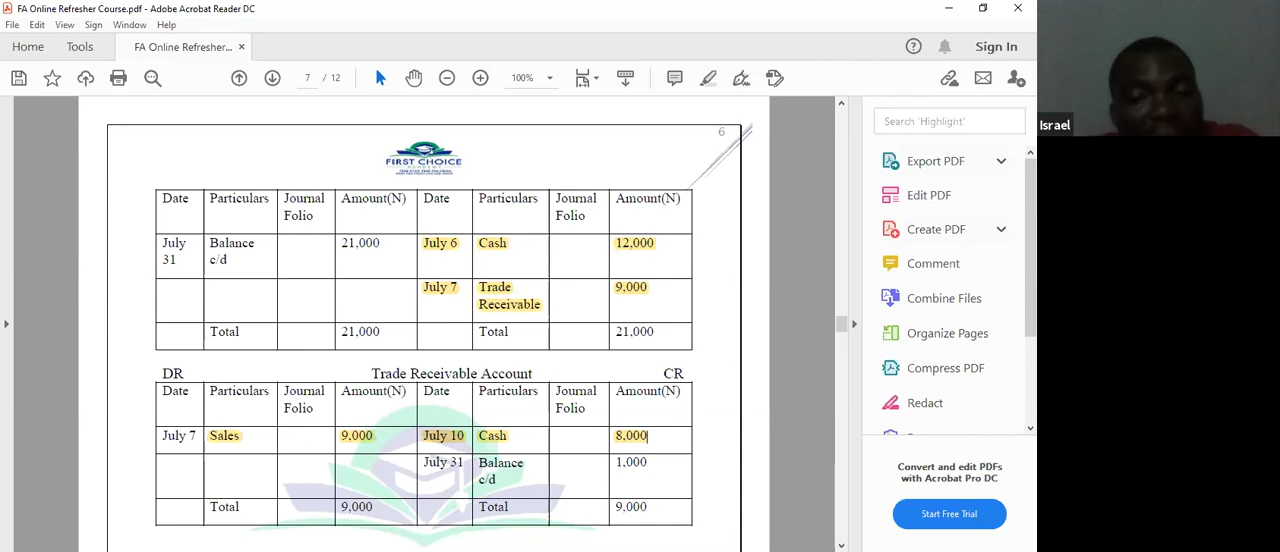 FA Online Refresher Course.pdf - Adobe Acrobat Reader DC
File Edit View Sign Window Help
Home Tools FA Online Refresher... × Sign In
7 / 12 100%
Israel
Search 'Highlight'
Export PDF
Edit PDF
Create PDF
Comment
Combine Files
Organize Pages
Compress PDF
Redact
Convert and edit PDFs
with Acrobat Pro DC
Start Free Trial
6
FIRST CHOICE
Date Particulars Journal Folio Amount(N) Date Particulars Journal Folio Amount(N)
July 31 Balance c/d 21,000 July 6 Cash 12,000
July 7 Trade Receivable 9,000
Total 21,000 Total 21,000
DR Trade Receivable Account CR
Date Particulars Journal Folio Amount(N) Date Particulars Journal Folio Amount(N)
July 7 Sales 9,000 July 10 Cash 8,000
July 31 Balance c/d 1,000
Total 9,000 Total 9,000